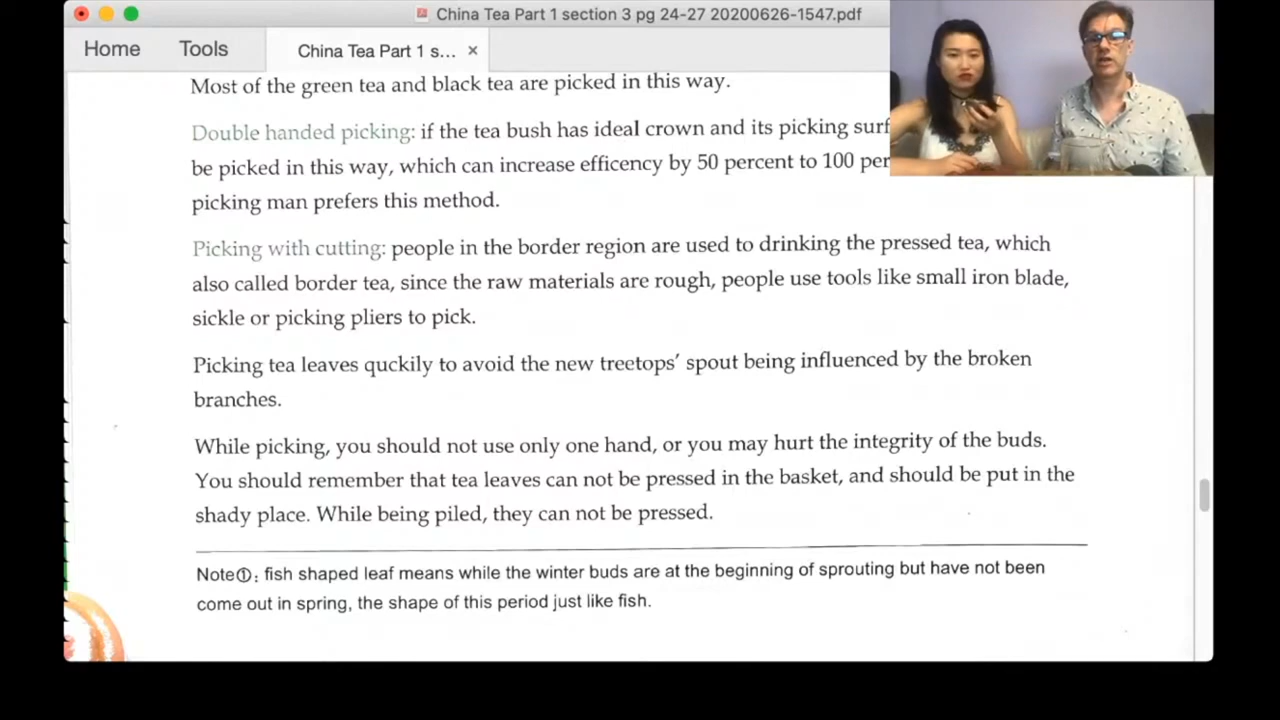 China Tea Part 1 section 3 pg 24-27 20200626-1547.pdf
Home Tools China Tea Part 1 s... ×
Most of the green tea and black tea are picked in this way.
Double handed picking: if the tea bush has ideal crown and its picking
be picked in this way, which can increase efficency by 50 percent to 100
picking man prefers this method.
Picking with cutting: people in the border region are used to drinking the pressed tea, which
also called border tea, since the raw materials are rough, people use tools like small iron blade,
sickle or picking pliers to pick.
Picking tea leaves quckily to avoid the new treetops' spout being influenced by the broken
branches.
While picking, you should not use only one hand, or you may hurt the integrity of the buds.
You should remember that tea leaves can not be pressed in the basket, and should be put in the
shady place. While being piled, they can not be pressed.
Note①: fish shaped leaf means while the winter buds are at the beginning of sprouting but have not been
come out in spring, the shape of this period just like fish.